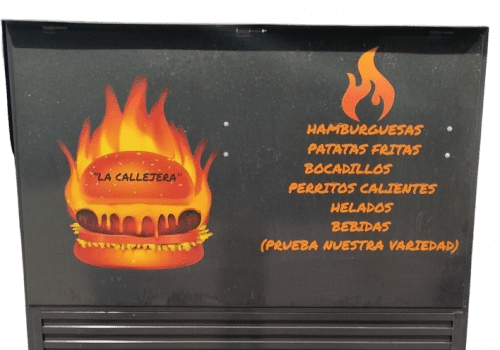 "LA CALLEJERA"
HAMBURGUESAS
PATATAS FRITAS
BOCADILLOS
PERRITOS CALIENTES
HELADOS
BEBIDAS
(PRUEBA NUESTRA VARIEDAD)